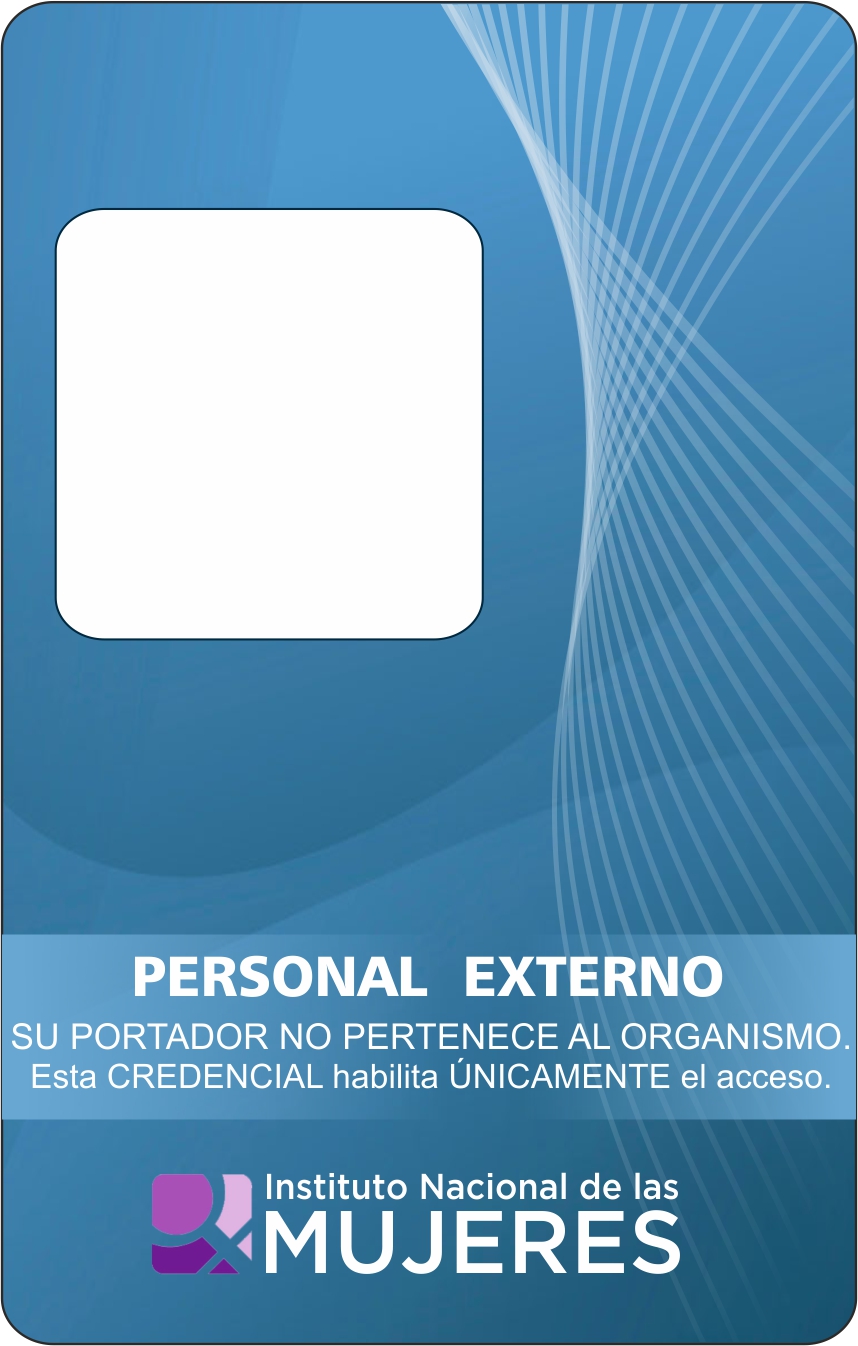 PERSONAL EXTERNO
SU PORTADOR NO PERTENECE AL ORGANISMO.
Esta CREDENCIAL habilita ÚNICAMENTE el acceso.
Instituto Nacional de las
MUJERES